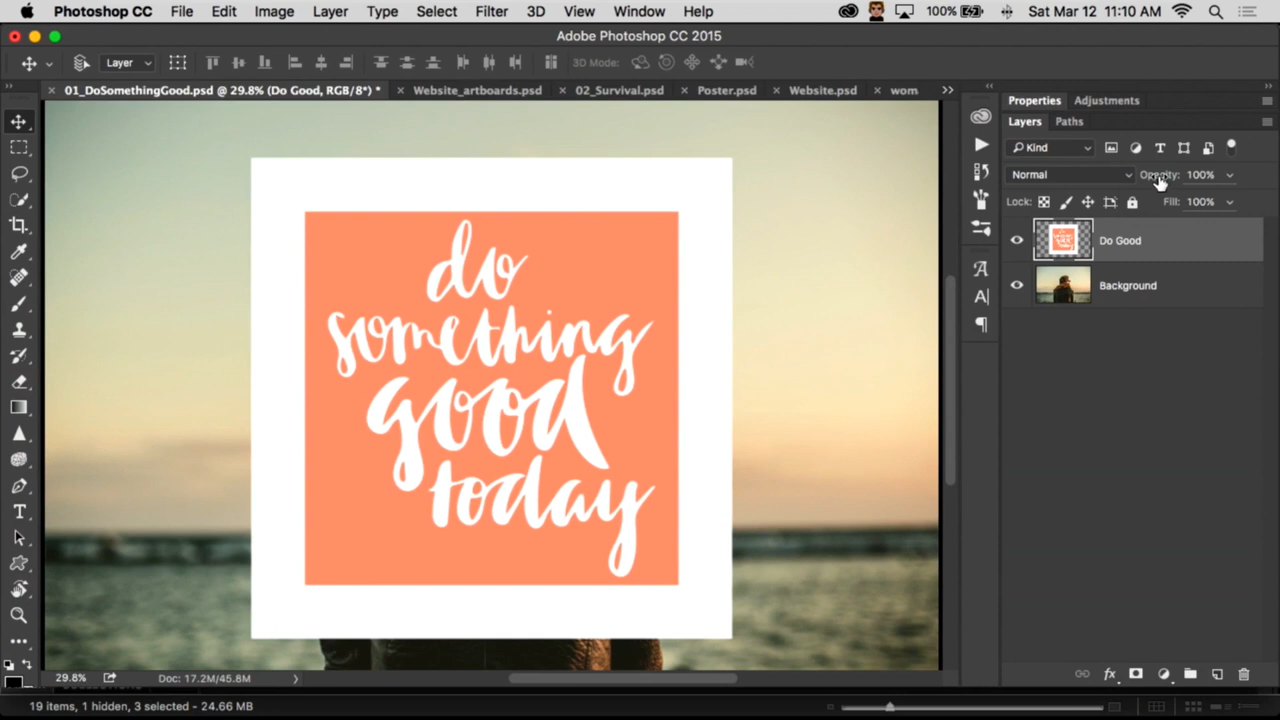 Photoshop CC File Edit Image Layer Type Select Filter 3D View Window Help 100% Sat Mar 12 11:10 AM
Adobe Photoshop CC 2015
Layer 3D Mode:
01_DoSomethingGood.psd @ 29.8% (Do Good, RGB/8*) * Website_artboards.psd 02_Survival.psd Poster.psd Website.psd wom
Properties Adjustments
Layers Paths
Kind
Normal Opacity: 100%
Lock: Fill: 100%
Do Good
Background
do
something
good
today
29.8% Doc: 17.2M/45.8M
19 items, 1 hidden, 3 selected - 24.66 MB